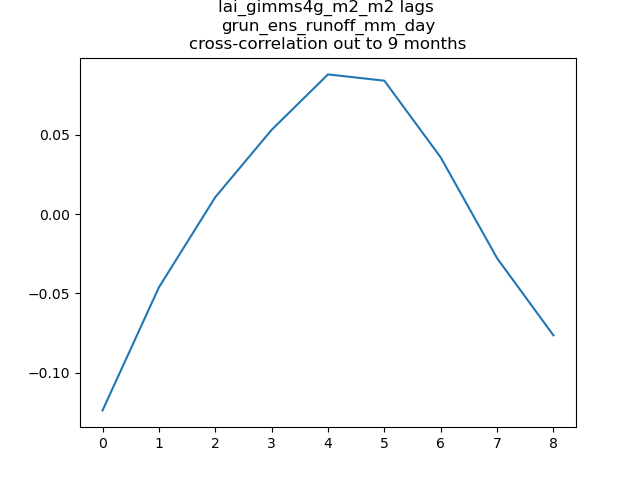 lai_gimms4g_m2_m2 lags
grun_ens_runoff_mm_day
cross-correlation out to 9 months
0.05
0.00
−0.05
−0.10
0 1 2 3 4 5 6 7 8